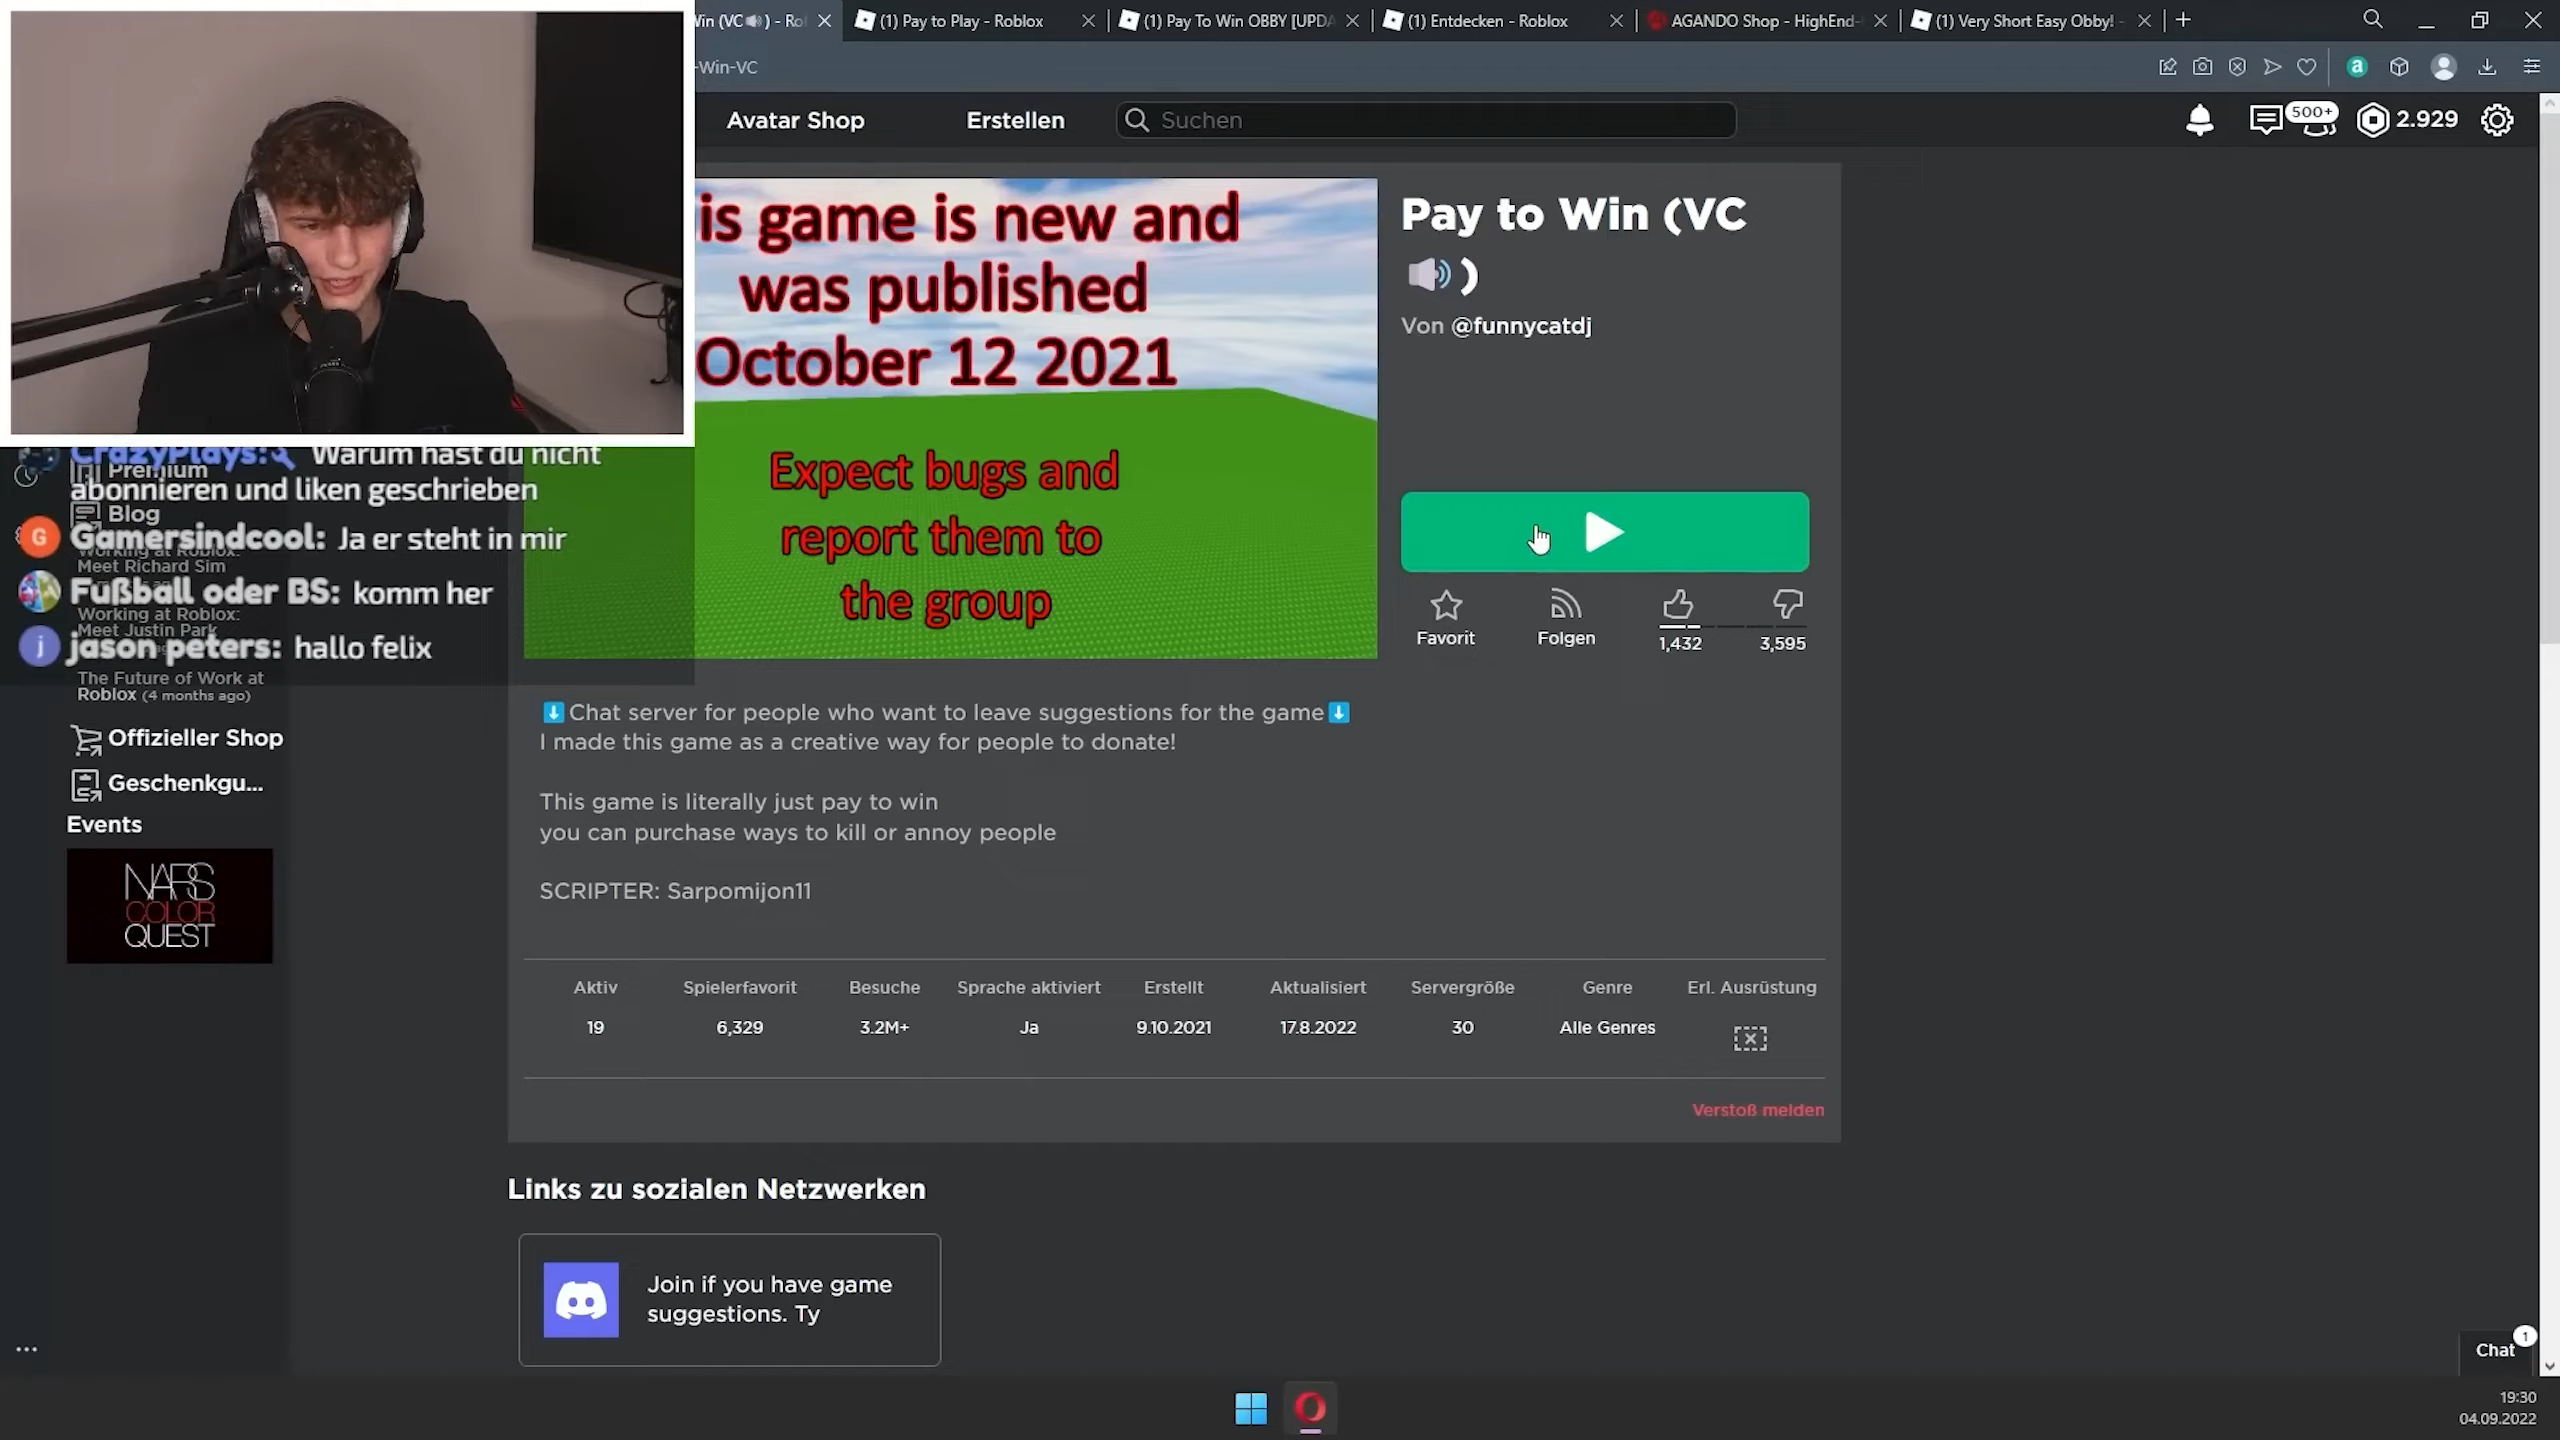 Win (VC🔊) - Ro
(1) Pay to Play - Roblox
(1) Pay To Win OBBY [UPDA
(1) Entdecken - Roblox
AGANDO Shop - HighEnd-
(1) Very Short Easy Obby! -
-Win-VC
Avatar Shop
Erstellen
Suchen
500+
2.929
is game is new and
was published
October 12 2021
Expect bugs and
report them to
the group
Pay to Win (VC
🔊)
Von @funnycatdj
Favorit
Folgen
1,432
3,595
CrazyPlays: Warum hast du nicht
abonnieren und liken geschrieben
Gamersindcool: Ja er steht in mir
Fußball oder BS: komm her
jason peters: hallo felix
Premium
Blog
Working at Roblox:
Meet Richard Sim
Working at Roblox:
Meet Justin Park
The Future of Work at
Roblox (4 months ago)
Offizieller Shop
Geschenkgu...
Events
NARS
COLOR
QUEST
⬇Chat server for people who want to leave suggestions for the game⬇
I made this game as a creative way for people to donate!
This game is literally just pay to win
you can purchase ways to kill or annoy people
SCRIPTER: Sarpomijon11
Aktiv
Spielerfavorit
Besuche
Sprache aktiviert
Erstellt
Aktualisiert
Servergröße
Genre
Erl. Ausrüstung
19
6,329
3.2M+
Ja
9.10.2021
17.8.2022
30
Alle Genres
Verstoß melden
Links zu sozialen Netzwerken
Join if you have game
suggestions. Ty
Chat
1
19:30
04.09.2022